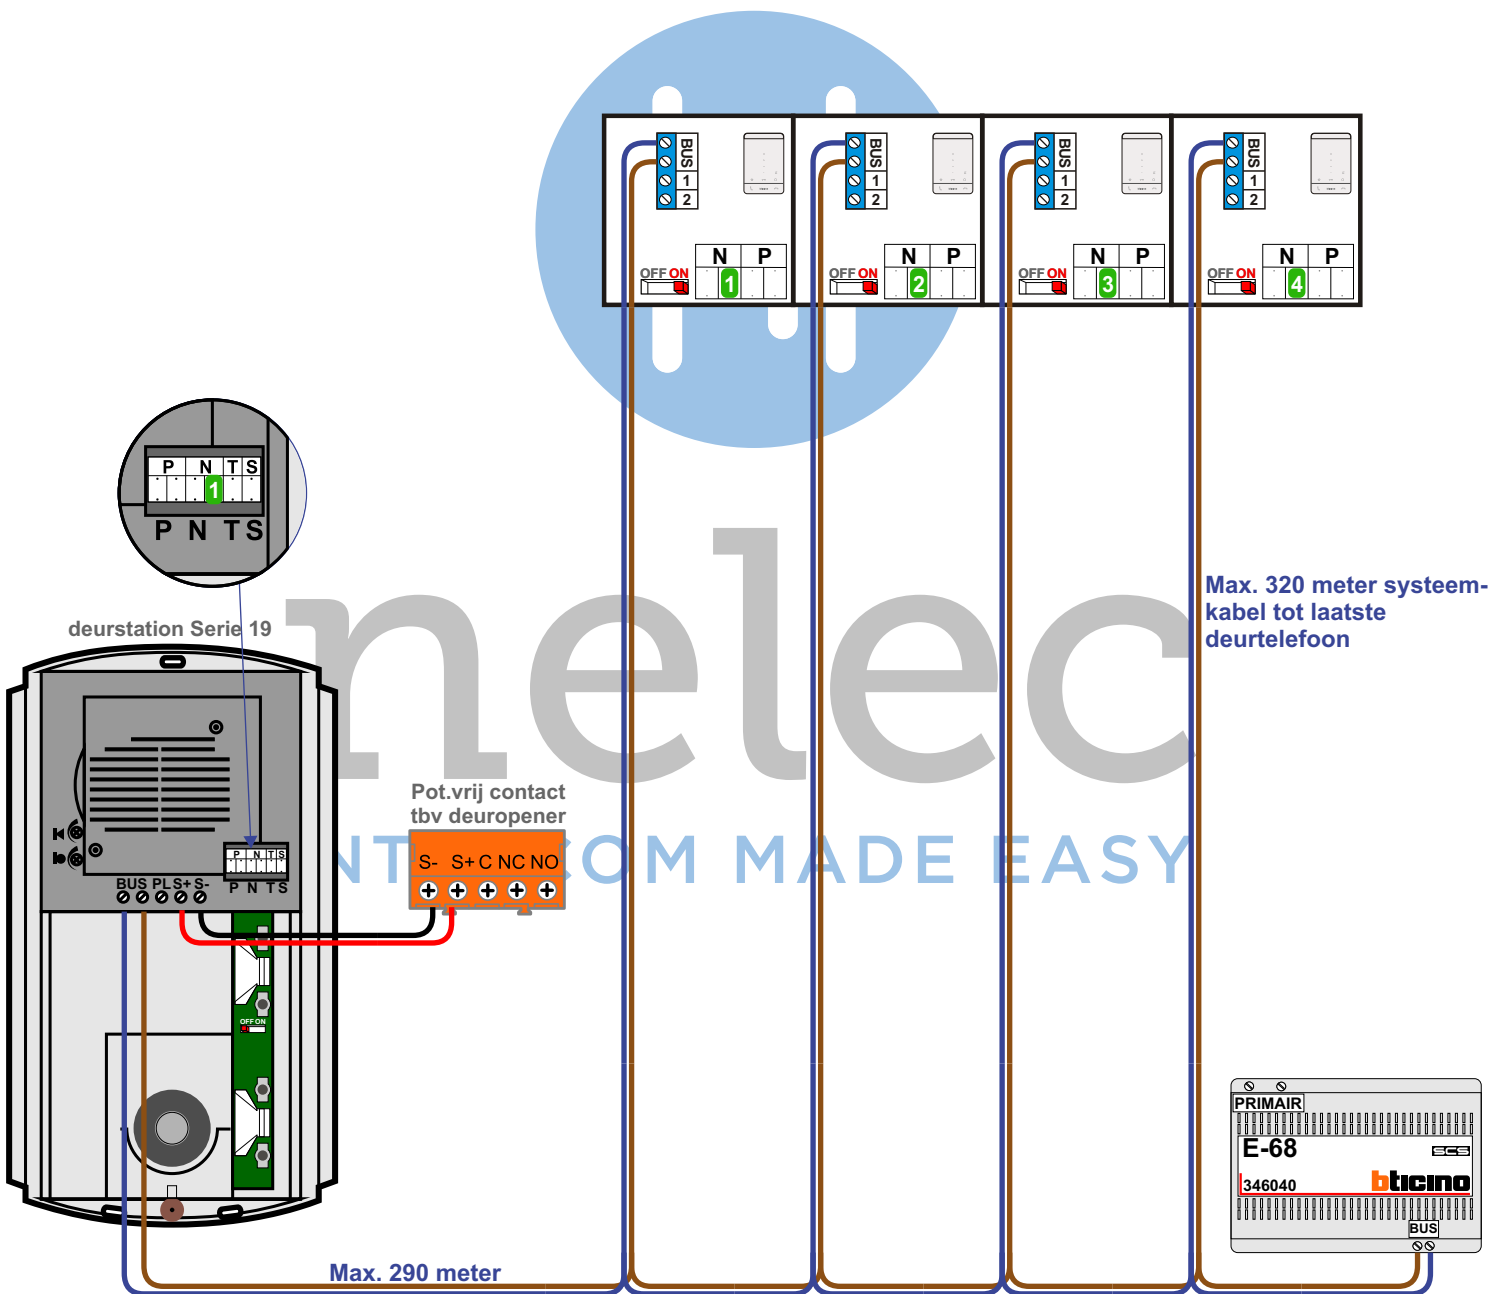 BUS
1
2
N P
OFF ON
1
BUS
1
2
N P
OFF ON
2
BUS
1
2
N P
OFF ON
3
BUS
1
2
N P
OFF ON
4
P N T S
1
P N T S
deurstation Serie 19
Max. 320 meter systeem-
kabel tot laatste
deurtelefoon
nelec
INTERCOM MADE EASY
Pot.vrij contact
tbv deuropener
S- S+ C NC NO
P N T S
P N T S
BUS PL S+ S-
OFF ON
PRIMAIR
E-68
SCS
346040
bticino
BUS
Max. 290 meter